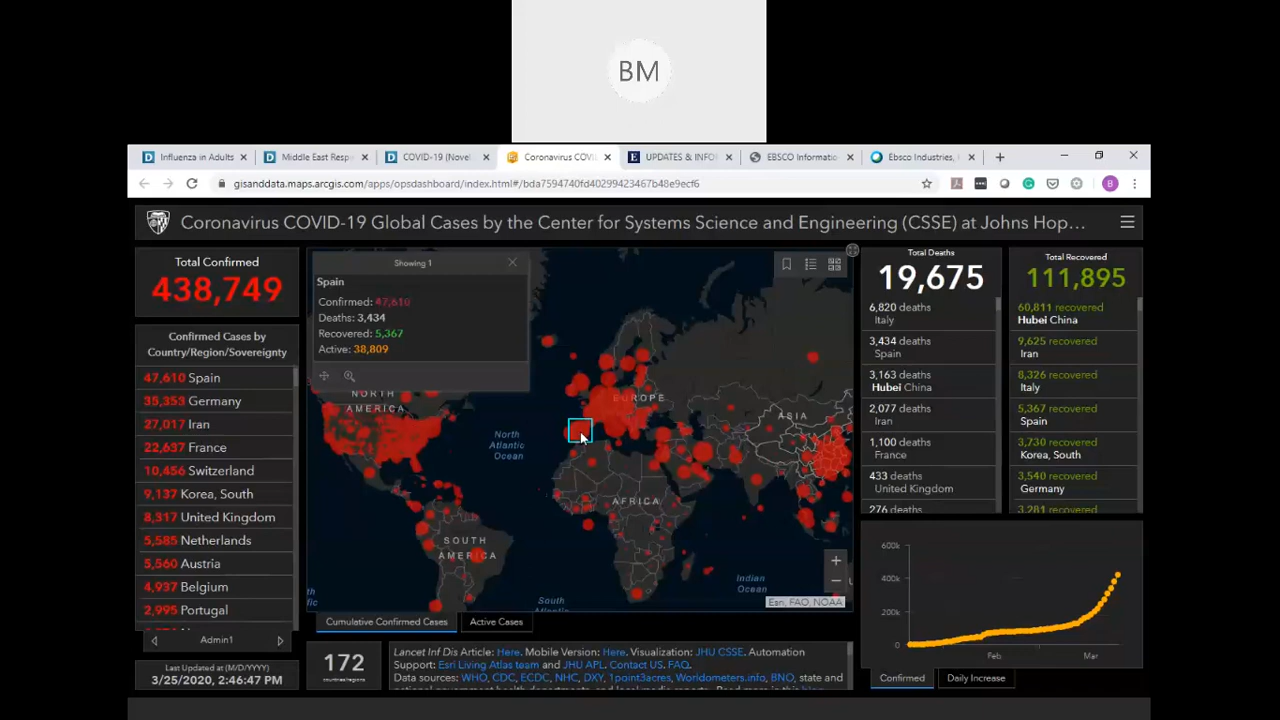 BM
Influenza in Adults
Middle East Resp
COVID-19 (Novel
Coronavirus COVI
UPDATES & INFO
EBSCO Informatio
Ebsco Industries,
gisanddata.maps.arcgis.com/apps/opsdashboard/index.html#/bda7594740fd40299423467b48e9ecf6
B
Coronavirus COVID-19 Global Cases by the Center for Systems Science and Engineering (CSSE) at Johns Hop...
Total Confirmed
438,749
Confirmed Cases by
Country/Region/Sovereignty
47,610 Spain
35,353 Germany
27,017 Iran
22,637 France
10,456 Switzerland
9,137 Korea, South
8,317 United Kingdom
5,585 Netherlands
5,560 Austria
4,937 Belgium
2,995 Portugal
Admin1
Last Updated at (M/D/YYYY)
3/25/2020, 2:46:47 PM
Showing 1
Spain
Confirmed: 47,610
Deaths: 3,434
Recovered: 5,367
Active: 38,809
NORTH
AMERICA
North
Atlantic
Ocean
EUROPE
ASIA
AFRICA
SOUTH
AMERICA
Indian
Ocean
South
Atlantic
fic
Esri, FAO, NOAA
Cumulative Confirmed Cases
Active Cases
172
countries/regions
Lancet Inf Dis Article: Here. Mobile Version: Here. Visualization: JHU CSSE. Automation
Support: Esri Living Atlas team and JHU APL. Contact US. FAQ.
Data sources: WHO, CDC, ECDC, NHC, DXY, 1point3acres, Worldometers.info, BNO, state and
Total Deaths
19,675
6,820 deaths
Italy
3,434 deaths
Spain
3,163 deaths
Hubei China
2,077 deaths
Iran
1,100 deaths
France
433 deaths
United Kingdom
276 deaths
Total Recovered
111,895
60,811 recovered
Hubei China
9,625 recovered
Iran
8,326 recovered
Italy
5,367 recovered
Spain
3,730 recovered
Korea, South
3,540 recovered
Germany
3,281 recovered
600k
400k
200k
0
Feb
Mar
Confirmed
Daily Increase